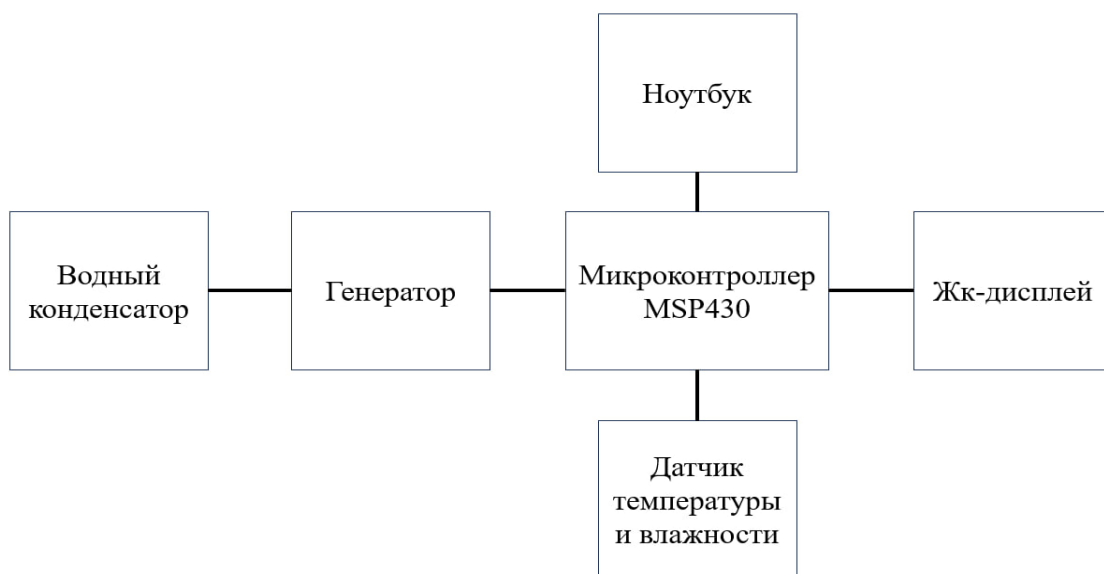 Ноутбук
Водный
конденсатор
Генератор
Микроконтроллер
MSP430
Жк-дисплей
Датчик
температуры
и влажности